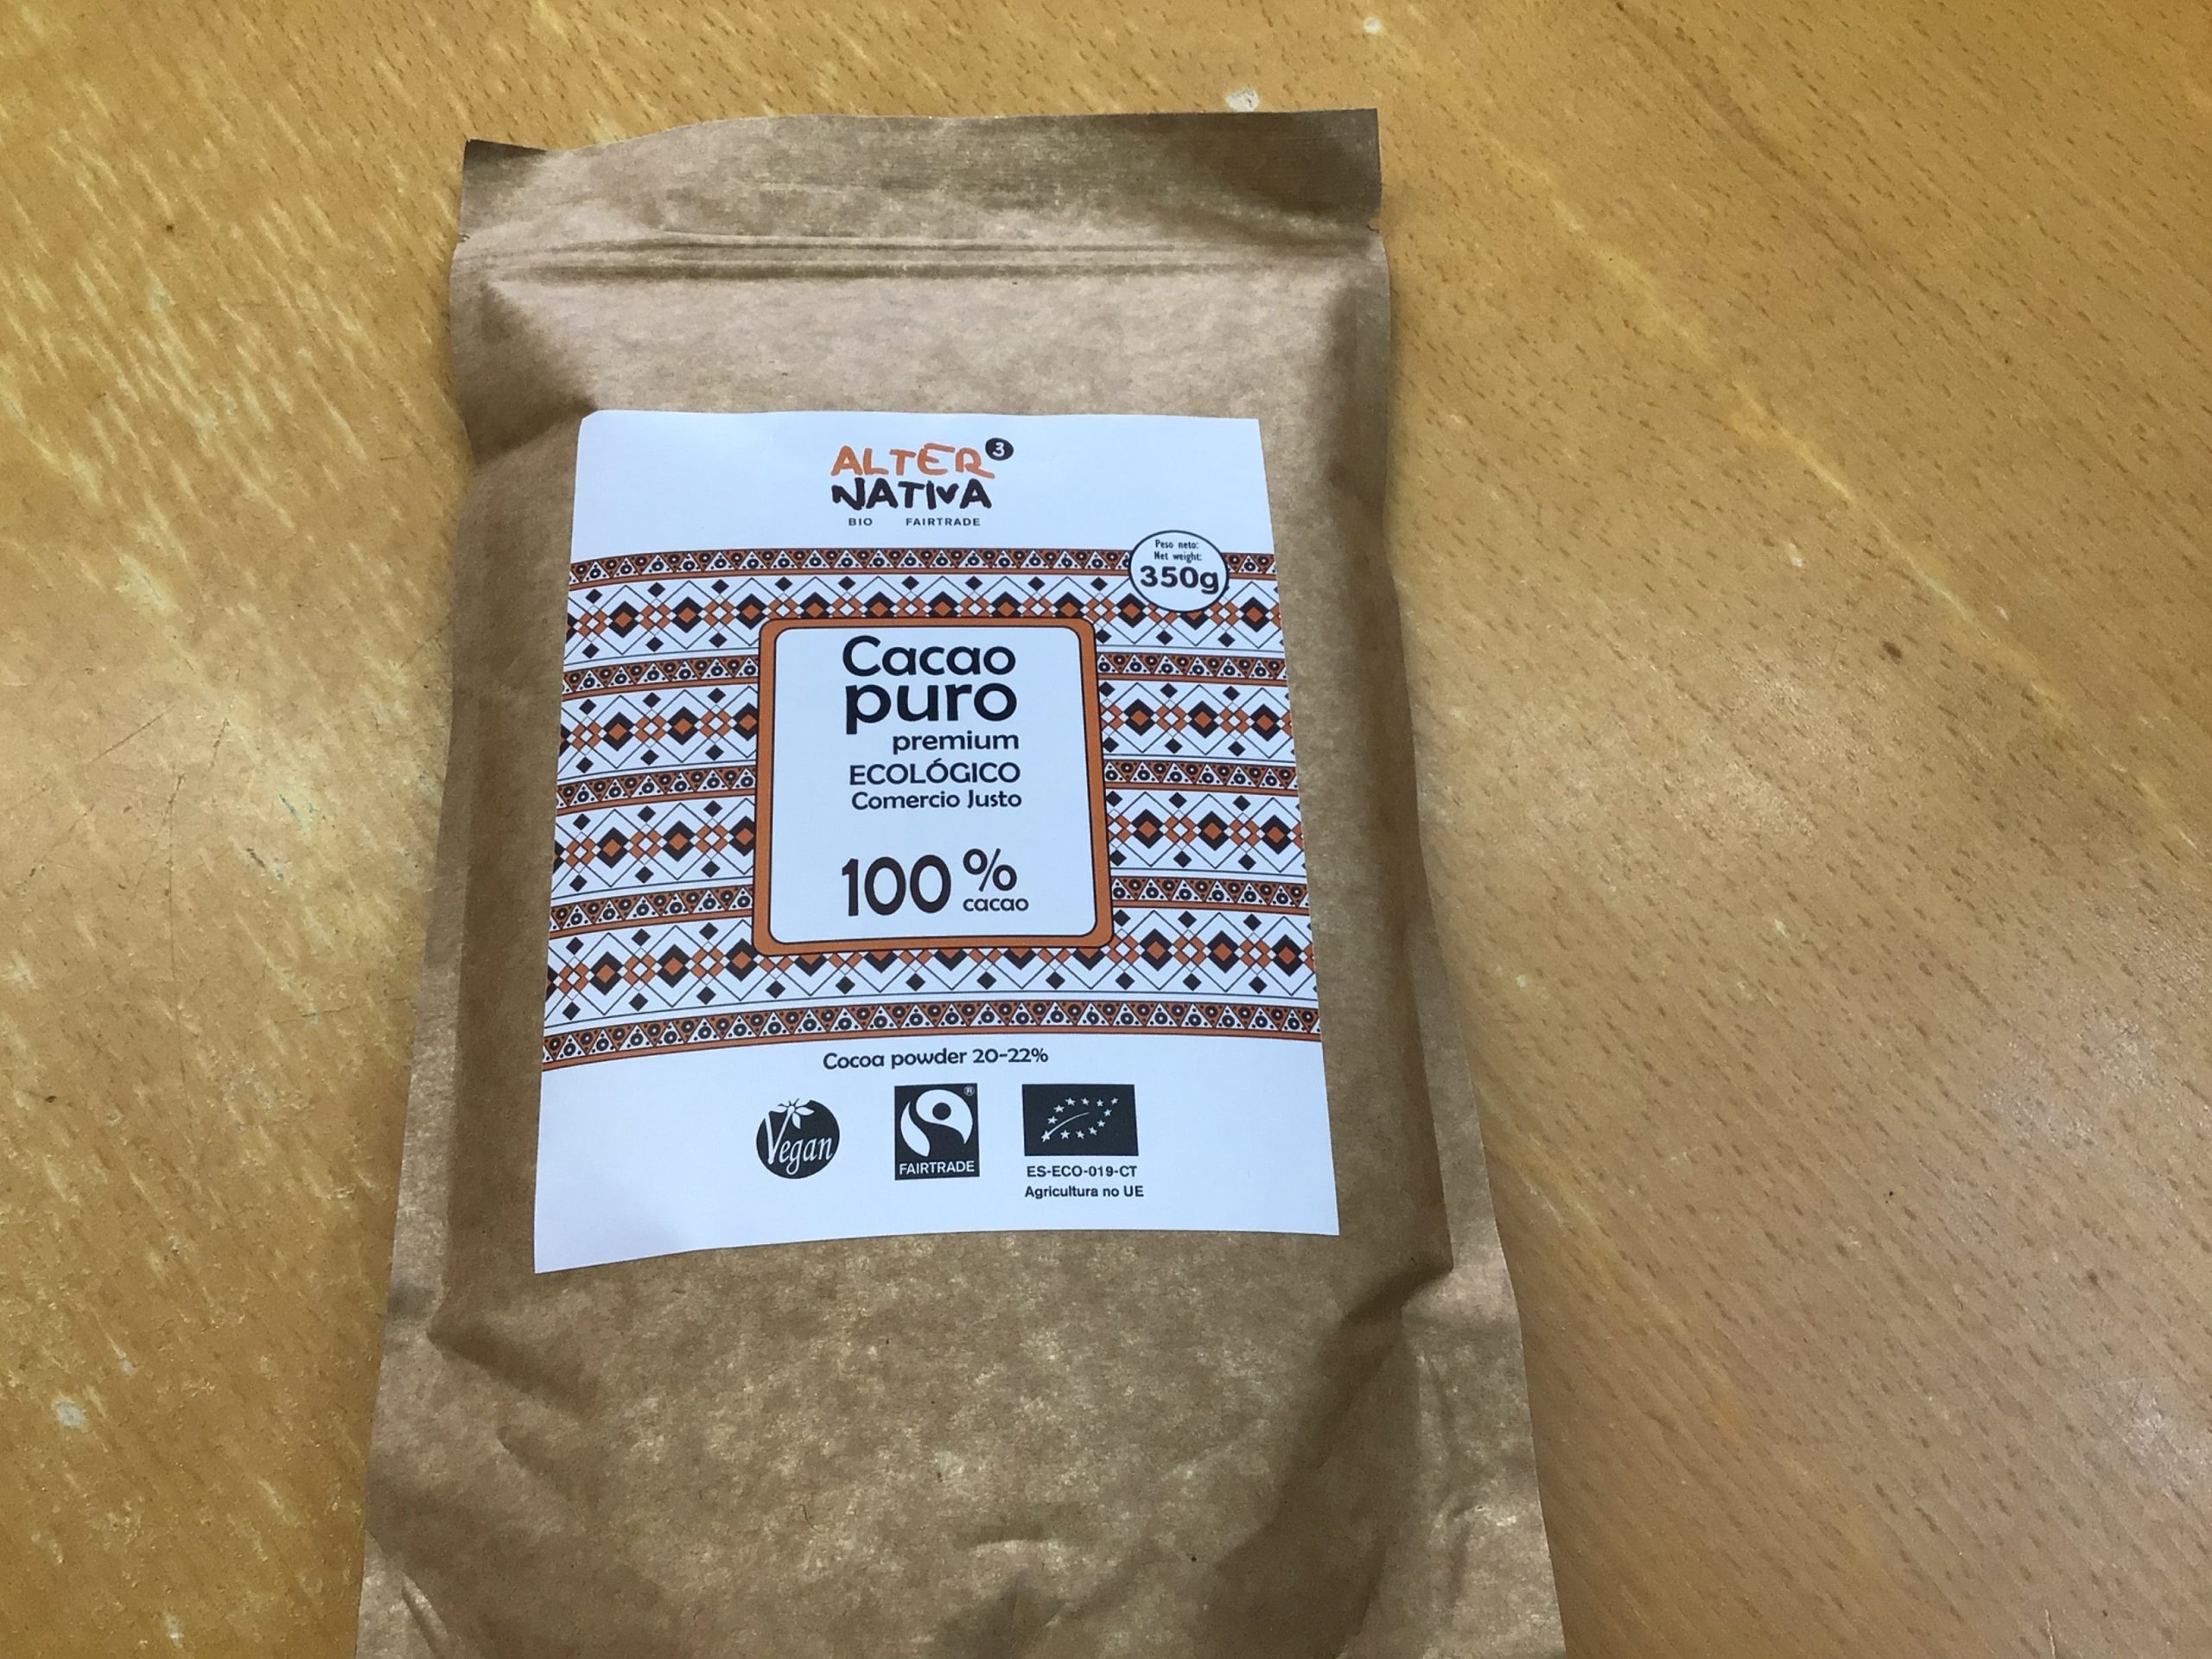 ALTER 3
NATIVA
BIO FAIRTRADE
Peso neto:
Net weight:
350g
Cacao
puro
premium
ECOLÓGICO
Comercio Justo
100%
cacao
Cocoa powder 20-22%
Vegan
FAIRTRADE ®
ES-ECO-019-CT
Agricultura no UE